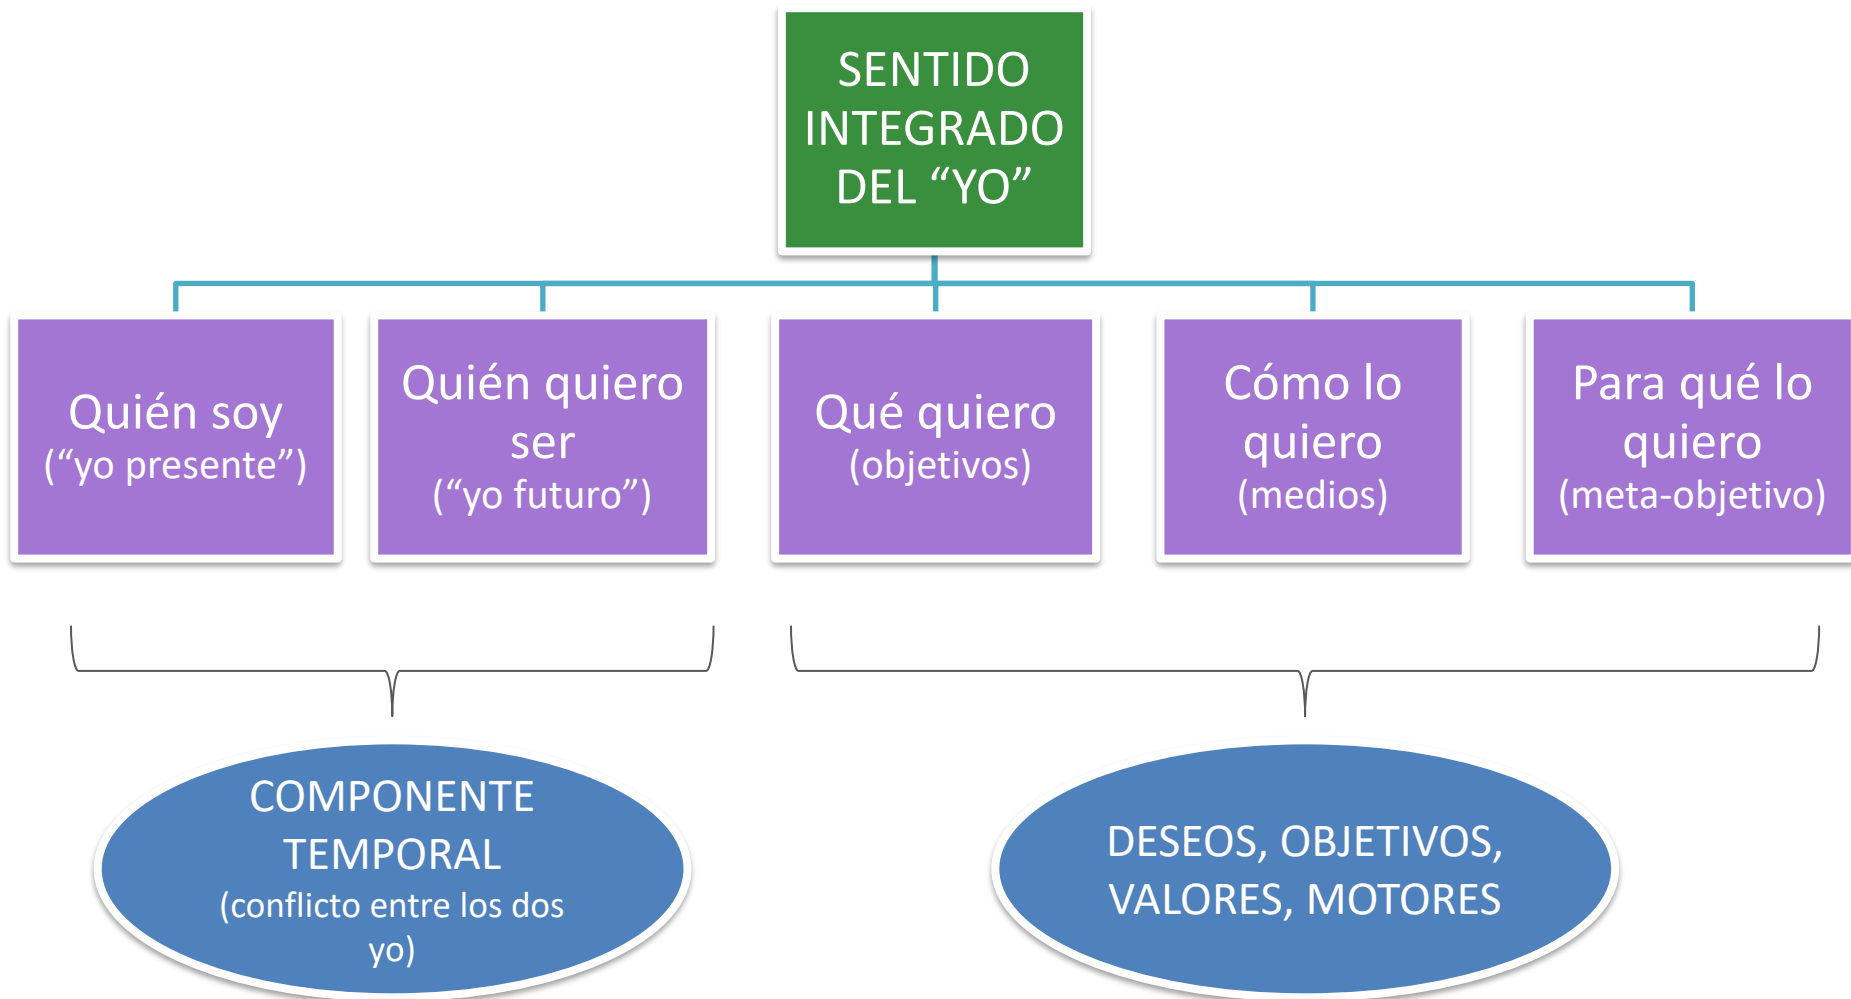 SENTIDO
INTEGRADO
DEL “YO”
Quién soy
(“yo presente”)
Quién quiero
ser
(“yo futuro”)
Qué quiero
(objetivos)
Cómo lo
quiero
(medios)
Para qué lo
quiero
(meta-objetivo)
COMPONENTE
TEMPORAL
(conflicto entre los dos
yo)
DESEOS, OBJETIVOS,
VALORES, MOTORES